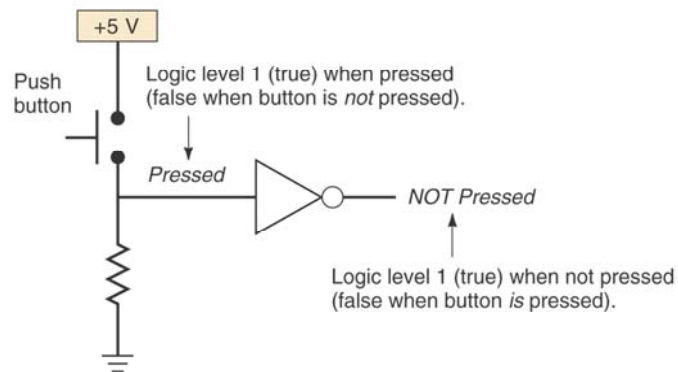 +5 V
Push
button
Logic level 1 (true) when pressed
(false when button is not pressed).
Pressed
NOT Pressed
Logic level 1 (true) when not pressed
(false when button is pressed).